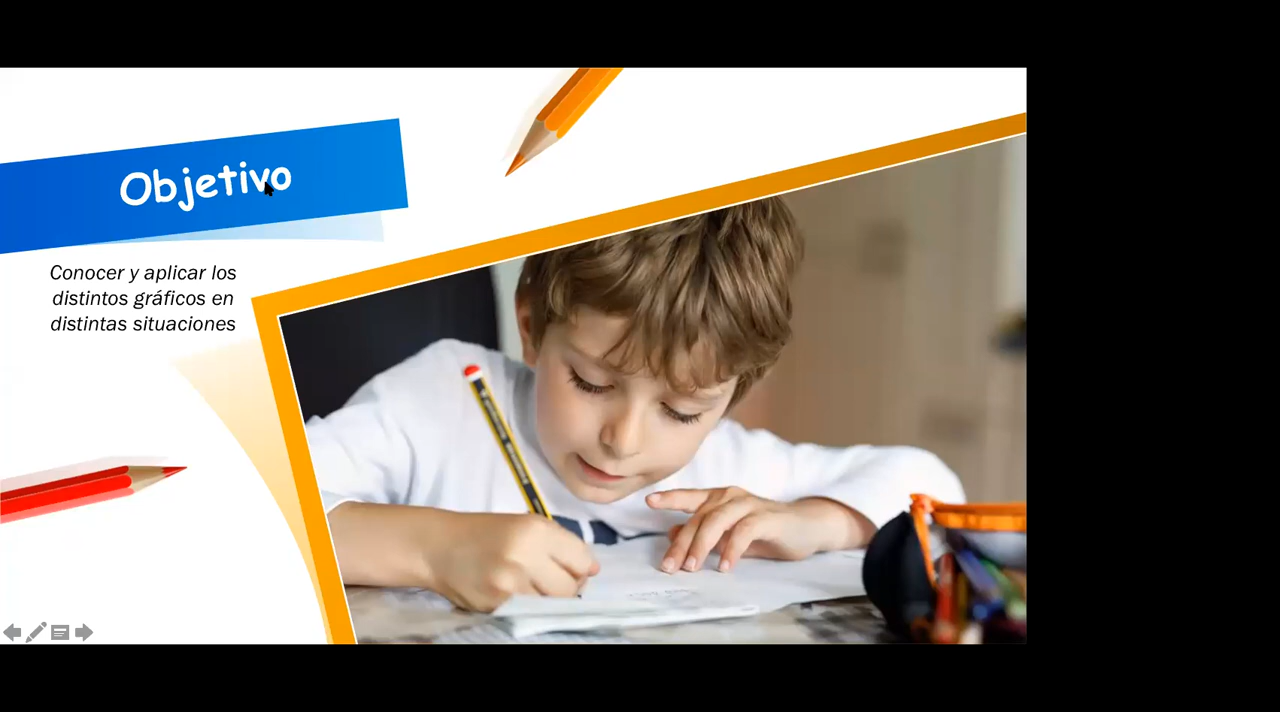 Objetivo
Conocer y aplicar los
distintos gráficos en
distintas situaciones